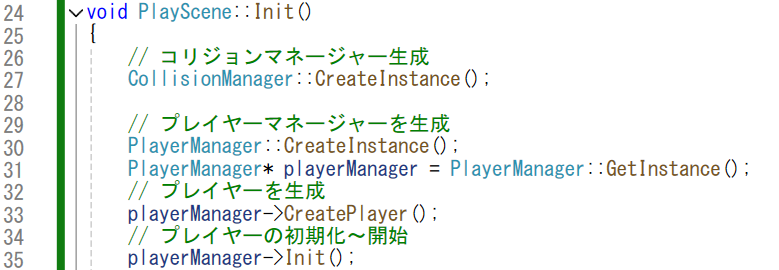 24 void PlayScene::Init()
25 {
26 // コリジョンマネージャー生成
27 CollisionManager::CreateInstance();
28
29 // プレイヤーマネージャーを生成
30 PlayerManager::CreateInstance();
31 PlayerManager* playerManager = PlayerManager::GetInstance();
32 // プレイヤーを生成
33 playerManager->CreatePlayer();
34 // プレイヤーの初期化～開始
35 playerManager->Init();